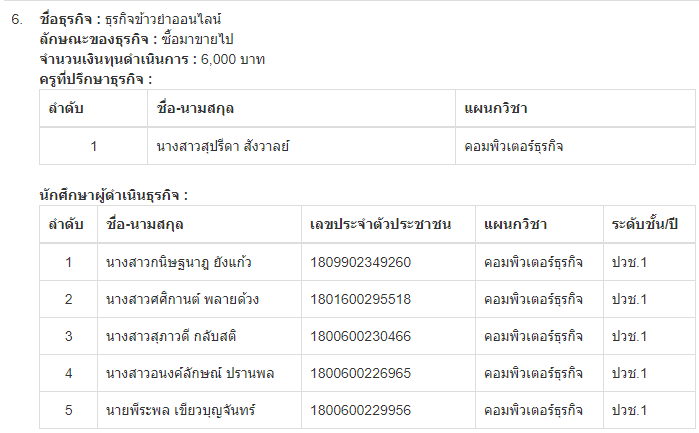 6. ชื่อธุรกิจ : ธุรกิจข้าวยำออนไลน์
ลักษณะของธุรกิจ : ซื้อมาขายไป
จำนวนเงินทุนดำเนินการ : 6,000 บาท
ครูที่ปรึกษาธุรกิจ :
ลำดับ ชื่อ-นามสกุล แผนกวิชา
1 นางสาวสุปรีดา สังวาลย์ คอมพิวเตอร์ธุรกิจ
นักศึกษาผู้ดำเนินธุรกิจ :
ลำดับ ชื่อ-นามสกุล เลขประจำตัวประชาชน แผนกวิชา ระดับชั้น/ปี
1 นางสาวกนิษฐนาฎ ยังแก้ว 1809902349260 คอมพิวเตอร์ธุรกิจ ปวช.1
2 นางสาวศศิกานต์ พลายด้วง 1801600295518 คอมพิวเตอร์ธุรกิจ ปวช.1
3 นางสาวสุภาวดี กลับสติ 1800600230466 คอมพิวเตอร์ธุรกิจ ปวช.1
4 นางสาวอนงค์ลักษณ์ ปรานพล 1800600226965 คอมพิวเตอร์ธุรกิจ ปวช.1
5 นายพีระพล เขียวบุญจันทร์ 1800600229956 คอมพิวเตอร์ธุรกิจ ปวช.1